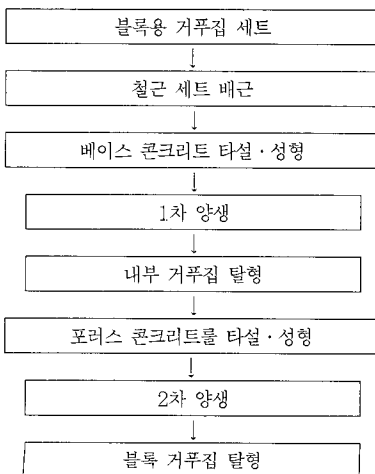 블록용 거푸집 세트
철근 세트 배근
베이스 콘크리트 타설·성형
1차 양생
내부 거푸집 탈형
포러스 콘크리트를 타설·성형
2차 양생
블록 거푸집 탈형